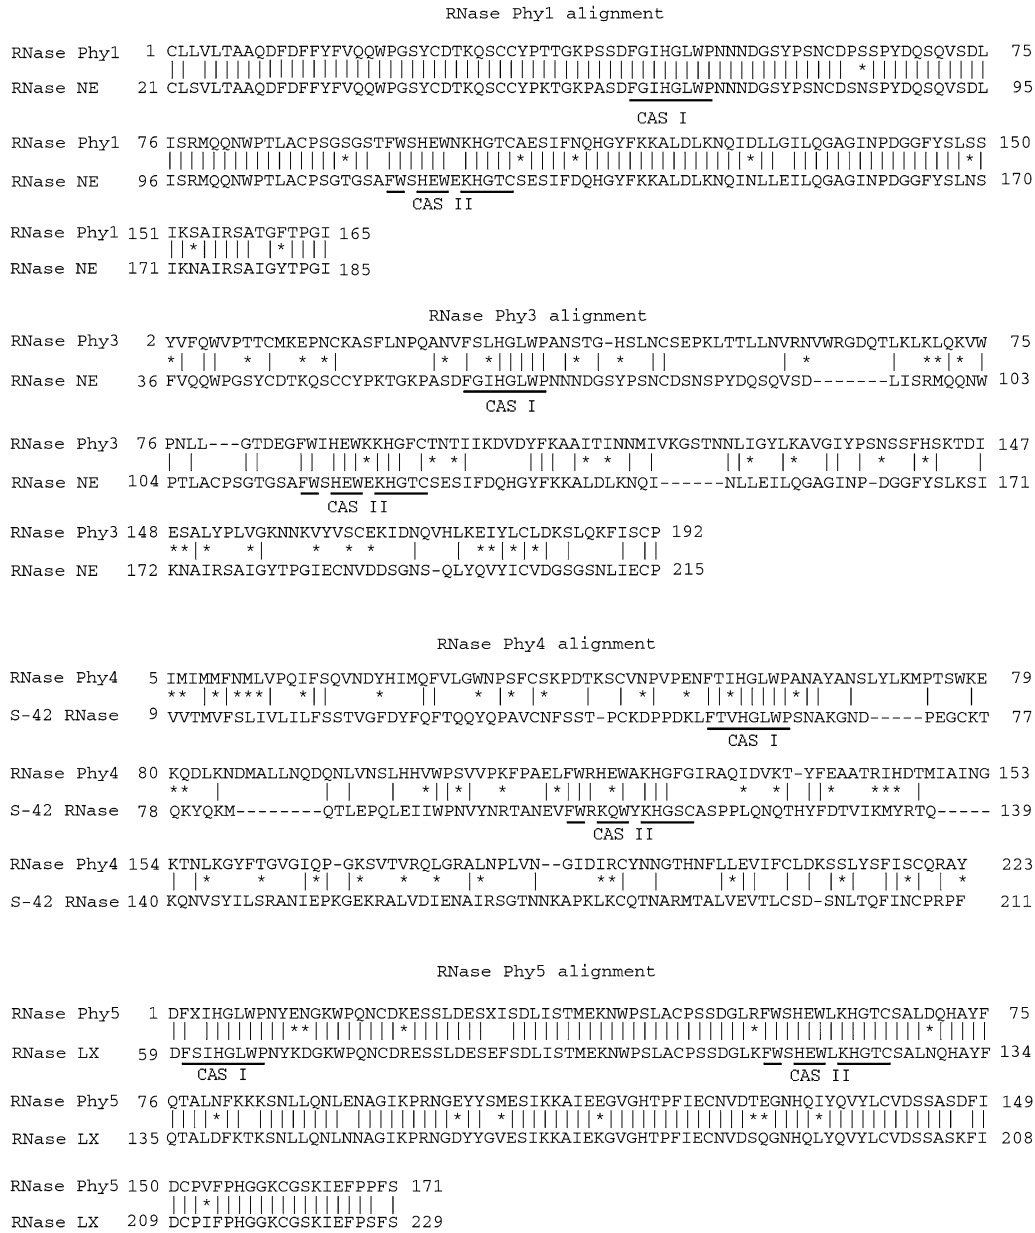 RNase Phy1 alignment
RNase Phy1 1 CLLVLTAAQDFDFFYFVQQWPGSYCDTKQSCCYPTTGKPSSDFGIHGLWPNNNDGSYPSNCDPSSPYDQSQVSDL 75
RNase NE 21 CLSVLTAAQDFDFFYFVQQWPGSYCDTKQSCCYPKTGKPASDFGIHGLWPNNNDGSYPSNCDSNSPYDQSQVSDL 95
CAS I
RNase Phy1 76 ISRMQQNWPTLACPSGSGSTFWSHEWNKHGTCAESIFNQHGYFKKALDLKNQIDLLGILQGAGINPDGGFYSLSS 150
RNase NE 96 ISRMQQNWPTLACPSGTGSAFWSHEWEKHGTCSESIFDQHGYFKKALDLKNQINLLEILQGAGINPDGGFYSLNS 170
CAS II
RNase Phy1 151 IKSAIRSATGFTPGI 165
RNase NE 171 IKNAIRSAIGYTPGI 185
RNase Phy3 alignment
RNase Phy3 2 YVFQWVPTTCMKEPNCKASFLNPQANVFSLHGLWPANSTG-HSLNCSEPKLTTLLNVRNVWRGDQTLKLKLQKVW 75
RNase NE 36 FVQQWPGSYCDTKQSCCYPKTGKPASDFGIHGLWPNNNDGSYPSNCDSNSPYDQSQVSD-------LISRMQQNW 103
CAS I
RNase Phy3 76 PNLL---GTDEGFWIHEWKKHGFCTNTIIKDVDYFKAAITINNMIVKGSTNNLIGYLKAVGIYPSNSSFHSKTDI 147
RNase NE 104 PTLACPSGTGSAFWSHEWEKHGTCSESIFDQHGYFKKALDLKNQI------NLLEILQGAGINP-DGGFYSLKSI 171
CAS II
RNase Phy3 148 ESALYPLVGKNNKVYVSCEKIDNQVHLKEIYLCLDKSLQKFISCP 192
RNase NE 172 KNAIRSAIGYTPGIECNVDDSGNS-QLYQVYICVDGSGSNLIECP 215
RNase Phy4 alignment
RNase Phy4 5 IMIMMFNMLVPQIFSQVNDYHIMQFVLGWNPSFCSKPDTKSCVNPVPENFTIHGLWPANAYANSLYLKMPTSWKE 79
S-42 RNase 9 VVTMVFSLIVLILFSSTVGFDYFQFTQQYQPAVCNFSST-PCKDPPDKLFTVHGLWPSNAKGND-----PEGCKT 77
CAS I
RNase Phy4 80 KQDLKNDMALLNQDQNLVNSLHHVWPSVVPKFPAELFWRHEWAKHGFGIRAQIDVKT-YFEAATRIHDTMIAING 153
S-42 RNase 78 QKYQKM--------QTLEPQLEIIWPNVYNRTANEVFWRKQWYKHGSCASPPLQNQTHYFDTVIKMYRTQ----- 139
CAS II
RNase Phy4 154 KTNLKGYFTGVGIQP-GKSVTVRQLGRALNPLVN--GIDIRCYNNGTHNFLLEVIFCLDKSSLYSFISCQRAY 223
S-42 RNase 140 KQNVSYILSRANIEPKGEKRALVDIENAIRSGTNNKAPKLKCQTNARMTALVEVTLCSD-SNLTQFINCPRPF 211
RNase Phy5 alignment
RNase Phy5 1 DFXIHGLWPNYENGKWPQNCDKESSLDESXISDLISTMEKNWPSLACPSSDGLRFWSHEWLKHGTCSALDQHAYF 75
RNase LX 59 DFSIHGLWPNYKDGKWPQNCDRESSLDESEFSDLISTMEKNWPSLACPSSDGLKFWSHEWLKHGTCSALNQHAYF 134
CAS I CAS II
RNase Phy5 76 QTALNFKKKSNLLQNLENAGIKPRNGEYYSMESIKKAIEEGVGHTPFIECNVDTEGNHQIYQVYLCVDSSASDFI 149
RNase LX 135 QTALDFKTKSNLLQNLNNAGIKPRNGDYYGVESIKKAIEKGVGHTPFIECNVDSQGNHQLYQVYLCVDSSASKFI 208
RNase Phy5 150 DCPVFPHGGKCGSKIEFPPFS 171
RNase LX 209 DCPIFPHGGKCGSKIEFPSFS 229